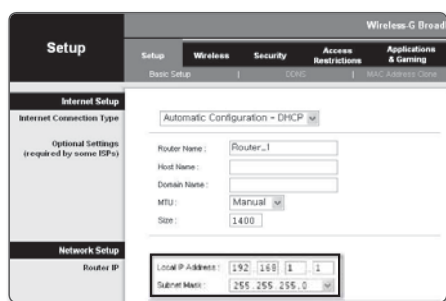 Wireless-G Broad
Setup
Setup Wireless Security Access Restrictions Applications & Gaming
Basic Setup | DDNS | MAC Address Clone
Internet Setup
Internet Connection Type
Automatic Configuration - DHCP
Optional Settings
(required by some ISPs)
Router Name: Router_1
Host Name:
Domain Name:
MTU: Manual
Size: 1400
Network Setup
Router IP
Local IP Address: 192 . 168 . 1 . 1
Subnet Mask: 255.255.255.0